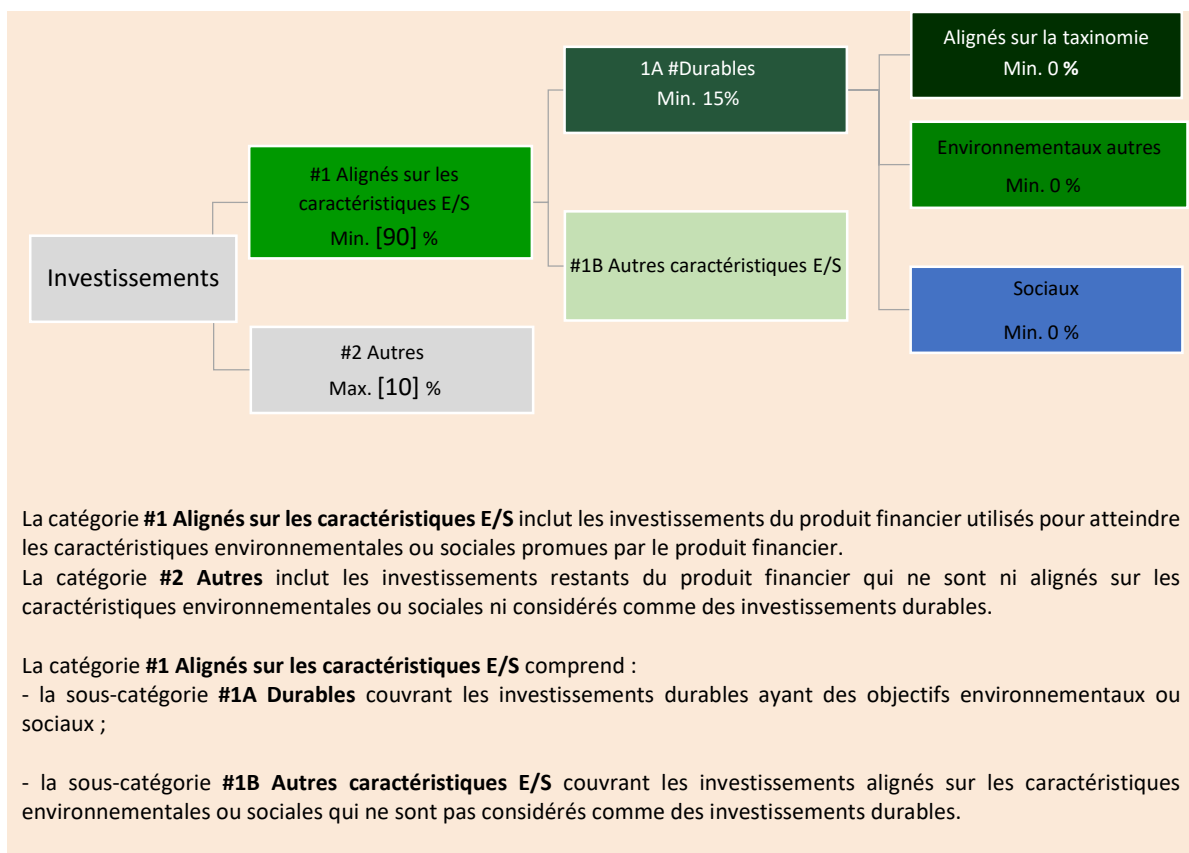 Investissements
#1 Alignés sur les
caractéristiques E/S
Min. [90] %
#2 Autres
Max. [10] %
1A #Durables
Min. 15%
#1B Autres caractéristiques E/S
Alignés sur la taxinomie
Min. 0 %
Environnementaux autres
Min. 0 %
Sociaux
Min. 0 %
La catégorie #1 Alignés sur les caractéristiques E/S inclut les investissements du produit financier utilisés pour atteindre
les caractéristiques environnementales ou sociales promues par le produit financier.
La catégorie #2 Autres inclut les investissements restants du produit financier qui ne sont ni alignés sur les
caractéristiques environnementales ou sociales ni considérés comme des investissements durables.
La catégorie #1 Alignés sur les caractéristiques E/S comprend :
- la sous-catégorie #1A Durables couvrant les investissements durables ayant des objectifs environnementaux ou
sociaux ;
- la sous-catégorie #1B Autres caractéristiques E/S couvrant les investissements alignés sur les caractéristiques
environnementales ou sociales qui ne sont pas considérés comme des investissements durables.